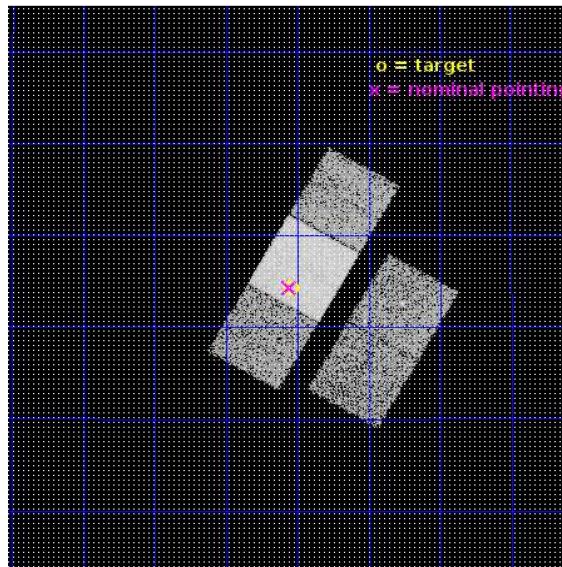 o = target
x = nominal pointing